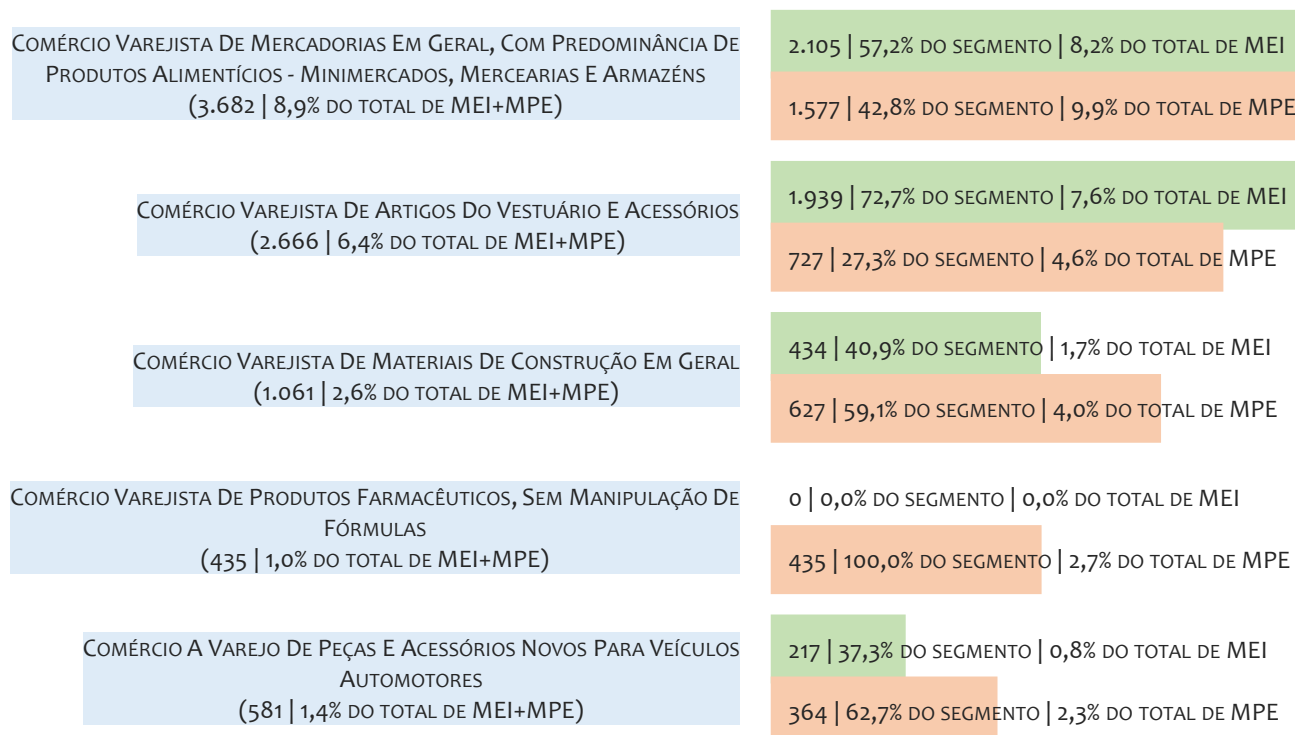 Comércio Varejista De Mercadorias Em Geral, Com Predominância De
Produtos Alimentícios - Minimercados, Mercearias E Armazéns
(3.682 | 8,9% do total de MEI+MPE)
2.105 | 57,2% do segmento | 8,2% do total de MEI
1.577 | 42,8% do segmento | 9,9% do total de MPE
Comércio Varejista De Artigos Do Vestuário E Acessórios
(2.666 | 6,4% do total de MEI+MPE)
1.939 | 72,7% do segmento | 7,6% do total de MEI
727 | 27,3% do segmento | 4,6% do total de MPE
Comércio Varejista De Materiais De Construção Em Geral
(1.061 | 2,6% do total de MEI+MPE)
434 | 40,9% do segmento | 1,7% do total de MEI
627 | 59,1% do segmento | 4,0% do total de MPE
Comércio Varejista De Produtos Farmacêuticos, Sem Manipulação De
Fórmulas
(435 | 1,0% do total de MEI+MPE)
0 | 0,0% do segmento | 0,0% do total de MEI
435 | 100,0% do segmento | 2,7% do total de MPE
Comércio A Varejo De Peças E Acessórios Novos Para Veículos
Automotores
(581 | 1,4% do total de MEI+MPE)
217 | 37,3% do segmento | 0,8% do total de MEI
364 | 62,7% do segmento | 2,3% do total de MPE